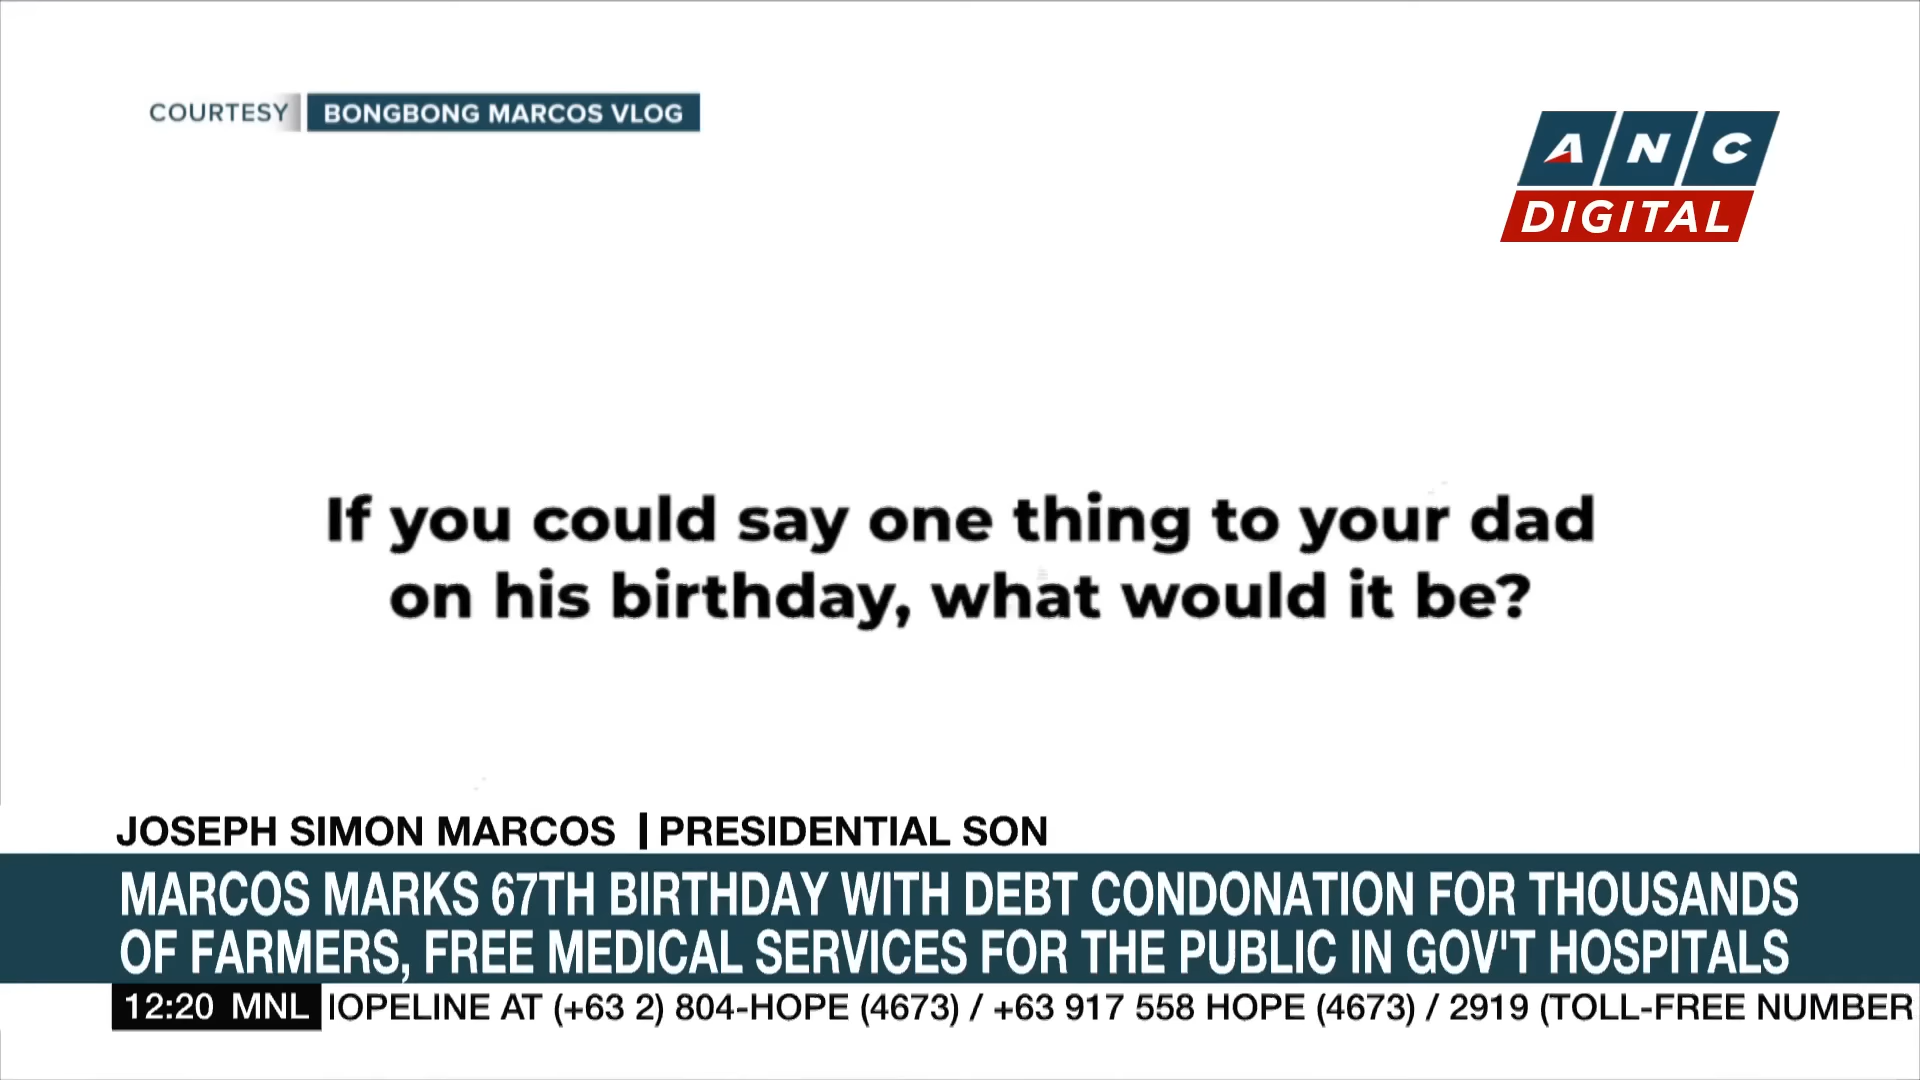 COURTESY BONGBONG MARCOS VLOG
ANC
DIGITAL
If you could say one thing to your dad
on his birthday, what would it be?
JOSEPH SIMON MARCOS | PRESIDENTIAL SON
MARCOS MARKS 67TH BIRTHDAY WITH DEBT CONDONATION FOR THOUSANDS
OF FARMERS, FREE MEDICAL SERVICES FOR THE PUBLIC IN GOV'T HOSPITALS
12:20 MNL AT (+63 2) 804-HOPE (4673) / +63 917 558 HOPE (4673) / 2919 (TOLL-FREE NUMBER